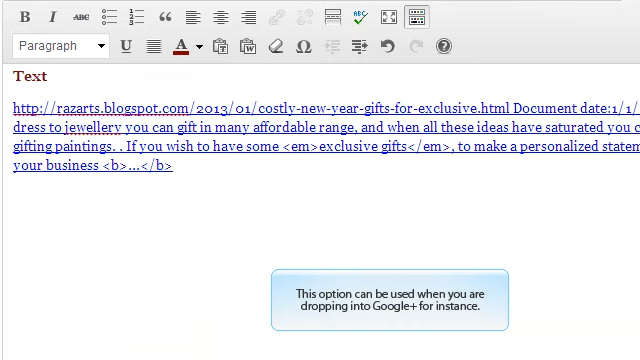 B I ABC ABC
Paragraph U A T W Ω ?
Text
http://razarts.blogspot.com/2013/01/costly-new-year-gifts-for-exclusive.html Document date:1/1/
dress to jewellery you can gift in many affordable range, and when all these ideas have saturated you c
gifting paintings. . If you wish to have some <em>exclusive gifts</em>, to make a personalized statem
your business <b>...</b>
This option can be used when you are
dropping into Google+ for instance.